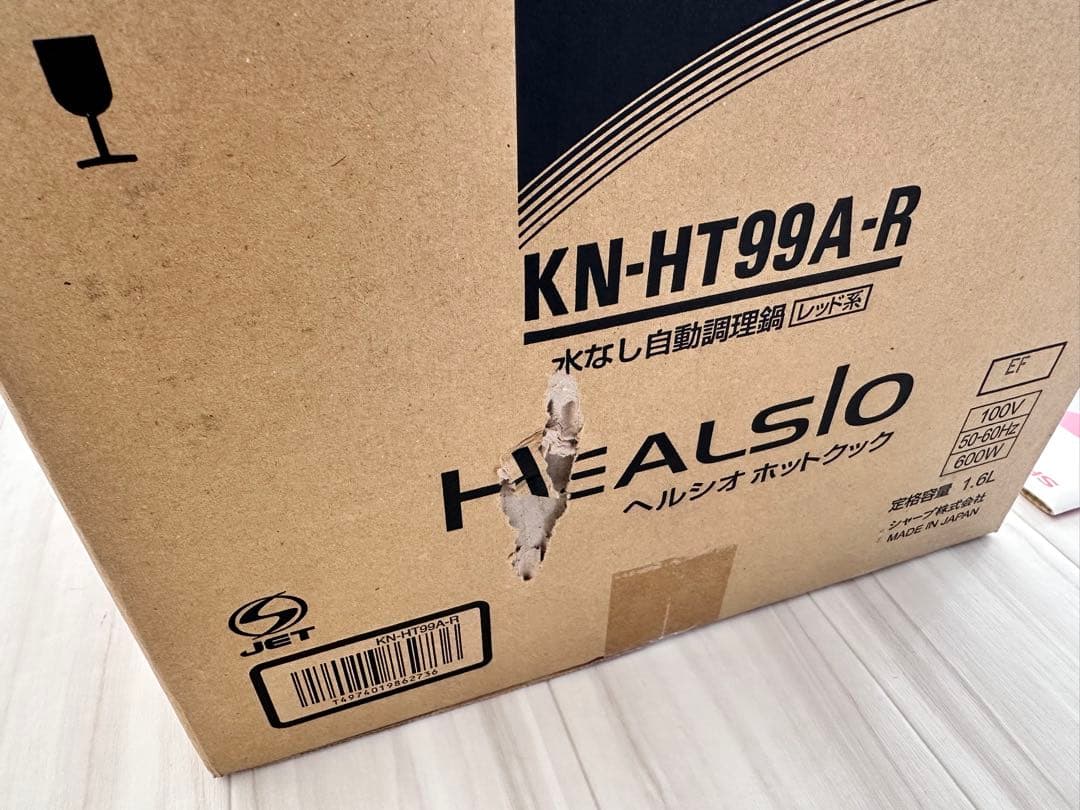 KN-HT99A-R
水なし自動調理鍋 レッド系
HEALSIO
ヘルシオ ホットクック
EF
100V
50-60Hz
600W
定格容量 1.6L
シャープ株式会社
MADE IN JAPAN
JET
KN-HT99A-R
T4974019862736
SH